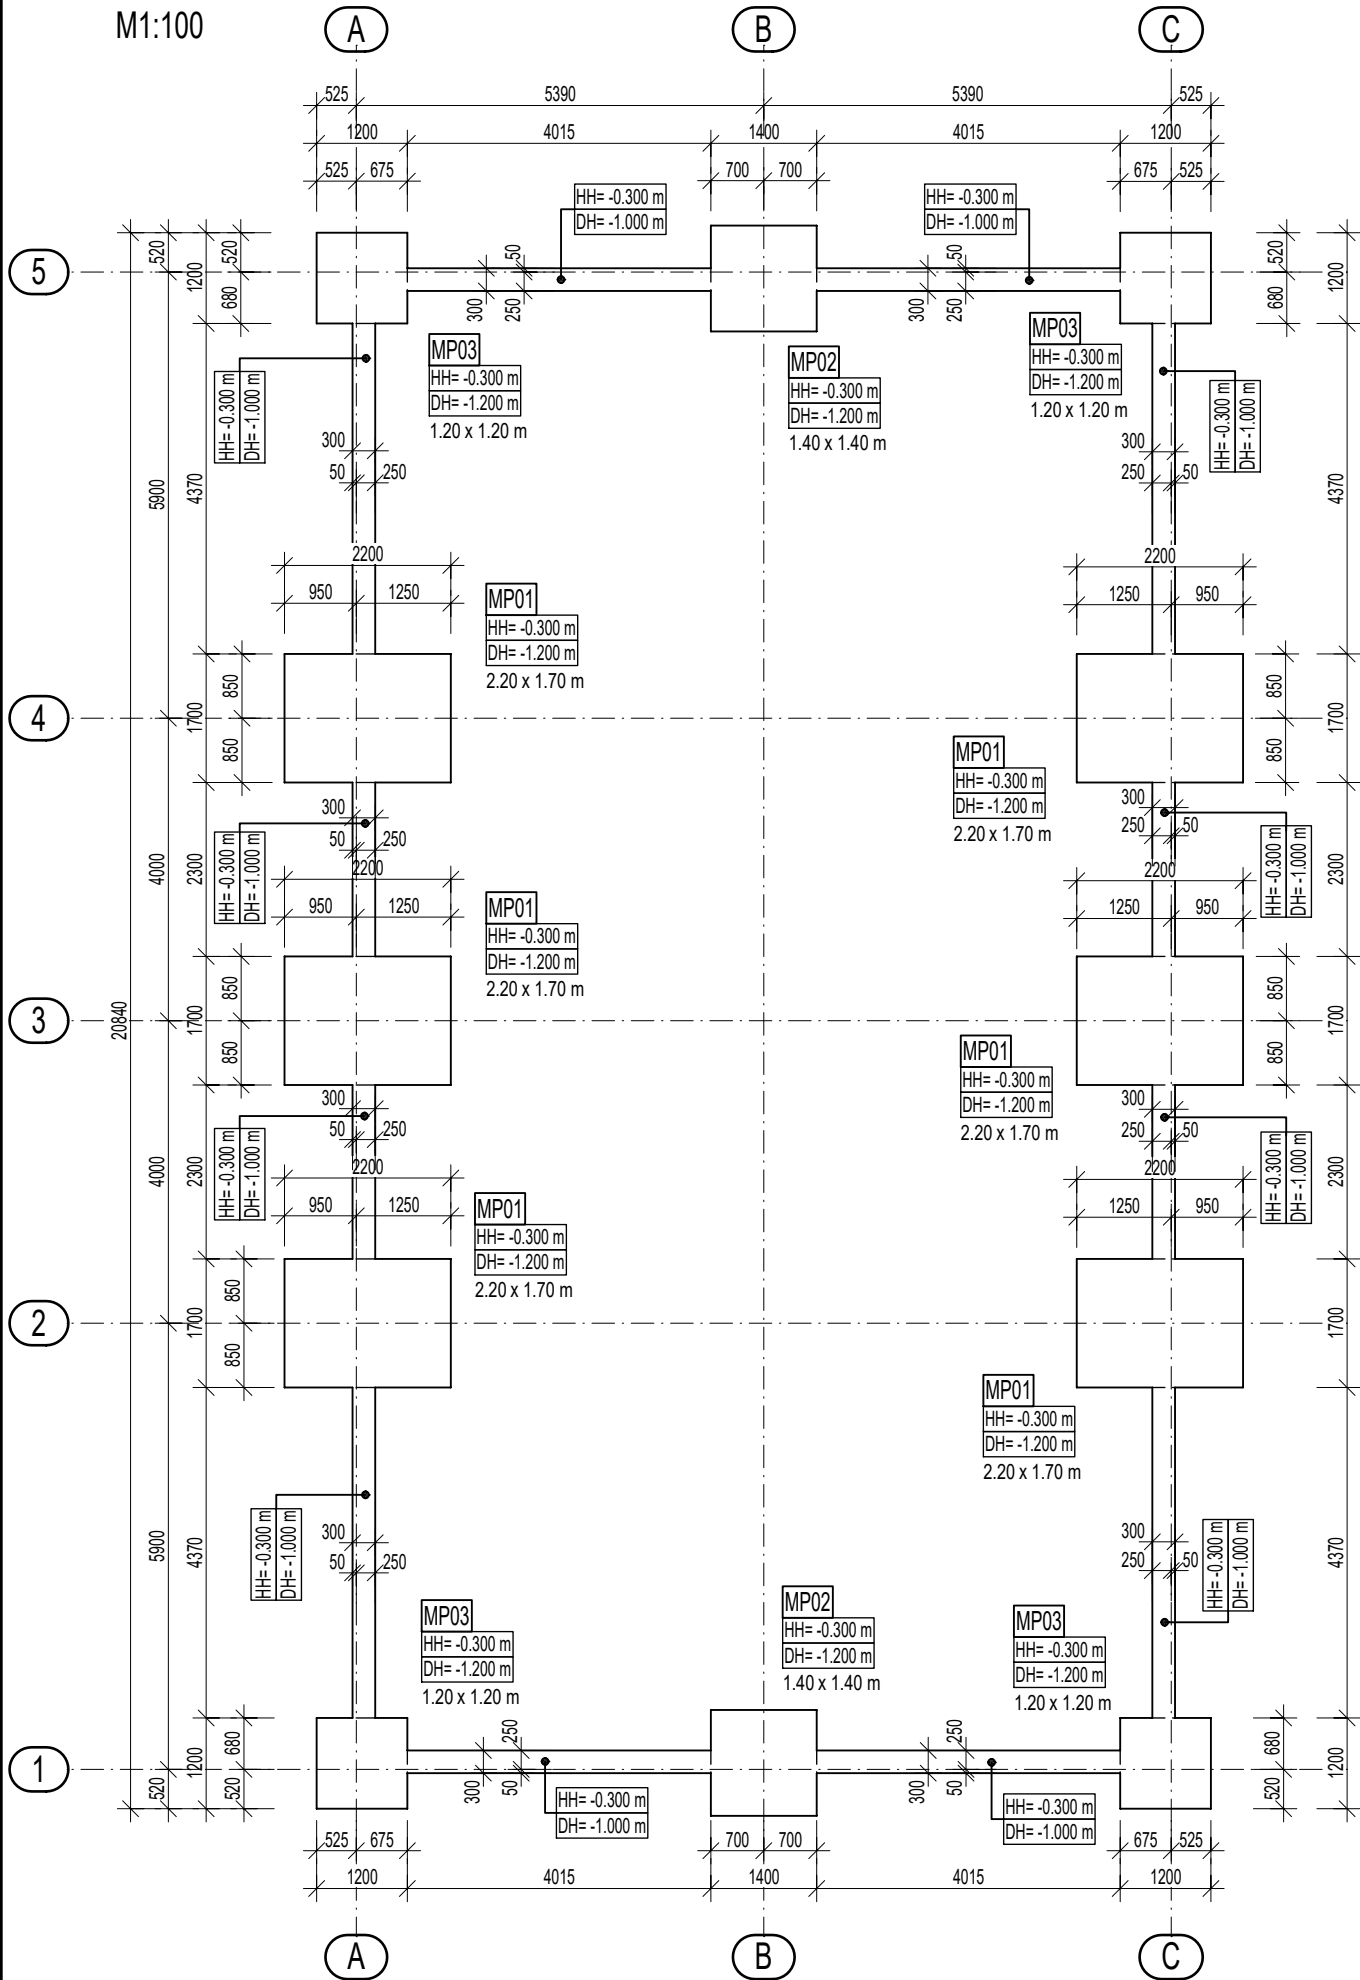 M1:100
A
B
C
525
5390
5390
525
1200
4015
1400
4015
1200
525
675
700
700
675
525
HH= -0.300 m
DH= -1.000 m
HH= -0.300 m
DH= -1.000 m
5
520
520
1200
680
50
300
250
50
300
250
520
1200
680
MP03
HH= -0.300 m
DH= -1.200 m
1.20 x 1.20 m
MP02
HH= -0.300 m
DH= -1.200 m
1.40 x 1.40 m
MP03
HH= -0.300 m
DH= -1.200 m
1.20 x 1.20 m
HH= -0.300 m
DH= -1.000 m
HH= -0.300 m
DH= -1.000 m
300
50
250
300
250
50
5900
4370
4370
2200
950
1250
2200
1250
950
MP01
HH= -0.300 m
DH= -1.200 m
2.20 x 1.70 m
4
850
1700
850
850
1700
850
MP01
HH= -0.300 m
DH= -1.200 m
2.20 x 1.70 m
HH= -0.300 m
DH= -1.000 m
300
50
250
300
250
50
HH= -0.300 m
DH= -1.000 m
4000
2300
2300
2200
950
1250
2200
1250
950
MP01
HH= -0.300 m
DH= -1.200 m
2.20 x 1.70 m
3
20840
850
1700
850
850
1700
850
MP01
HH= -0.300 m
DH= -1.200 m
2.20 x 1.70 m
HH= -0.300 m
DH= -1.000 m
300
50
250
300
250
50
HH= -0.300 m
DH= -1.000 m
4000
2300
2300
2200
950
1250
2200
1250
950
MP01
HH= -0.300 m
DH= -1.200 m
2.20 x 1.70 m
2
850
1700
850
850
1700
850
MP01
HH= -0.300 m
DH= -1.200 m
2.20 x 1.70 m
HH= -0.300 m
DH= -1.000 m
300
50
250
300
250
50
HH= -0.300 m
DH= -1.000 m
5900
4370
4370
MP03
HH= -0.300 m
DH= -1.200 m
1.20 x 1.20 m
MP02
HH= -0.300 m
DH= -1.200 m
1.40 x 1.40 m
MP03
HH= -0.300 m
DH= -1.200 m
1.20 x 1.20 m
1
520
1200
680
520
250
300
50
250
300
50
680
1200
520
HH= -0.300 m
DH= -1.000 m
HH= -0.300 m
DH= -1.000 m
525
675
700
700
675
525
1200
4015
1400
4015
1200
A
B
C